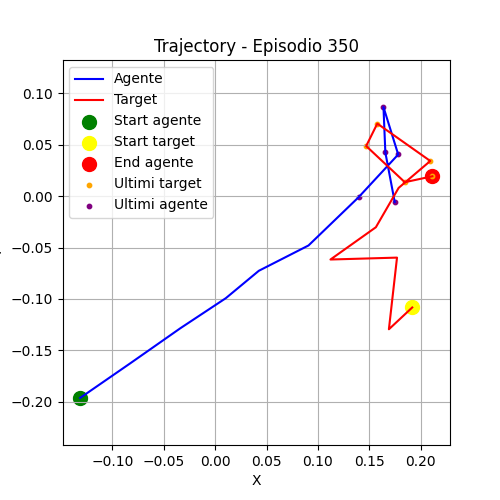 Trajectory - Episodio 350
Agente
Target
Start agente
Start target
End agente
Ultimi target
Ultimi agente
0.10
0.05
0.00
−0.05
−0.10
−0.15
−0.20
−0.10
−0.05
0.00
0.05
0.10
0.15
0.20
X